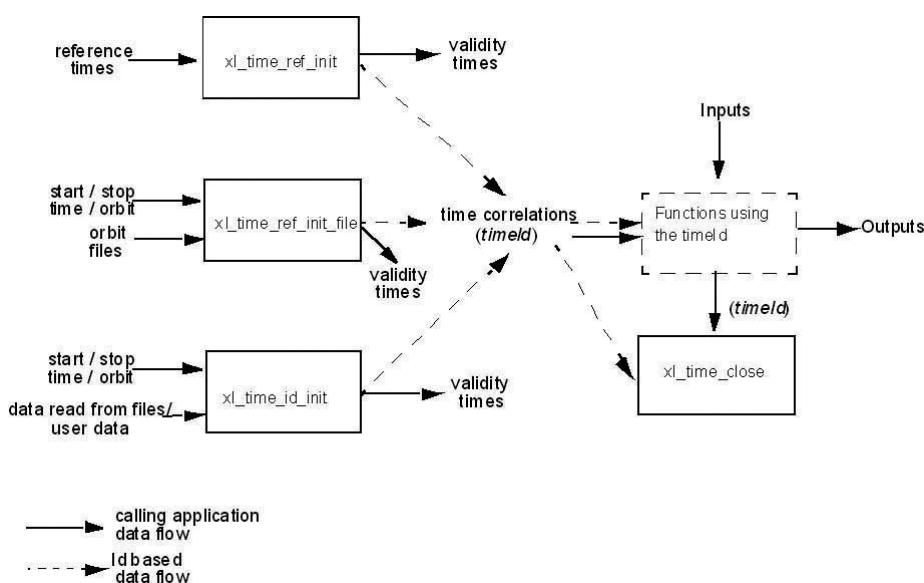 reference
times
xl_time_ref_init
validity
times
Inputs
start / stop
time / orbit
orbit
files
xl_time_ref_init_file
validity
times
time correlations
(timeId)
Functions using
the timeId
Outputs
(timeId)
start / stop
time / orbit
data read from files/
user data
xl_time_id_init
validity
times
xl_time_close
calling application
data flow
Id based
data flow